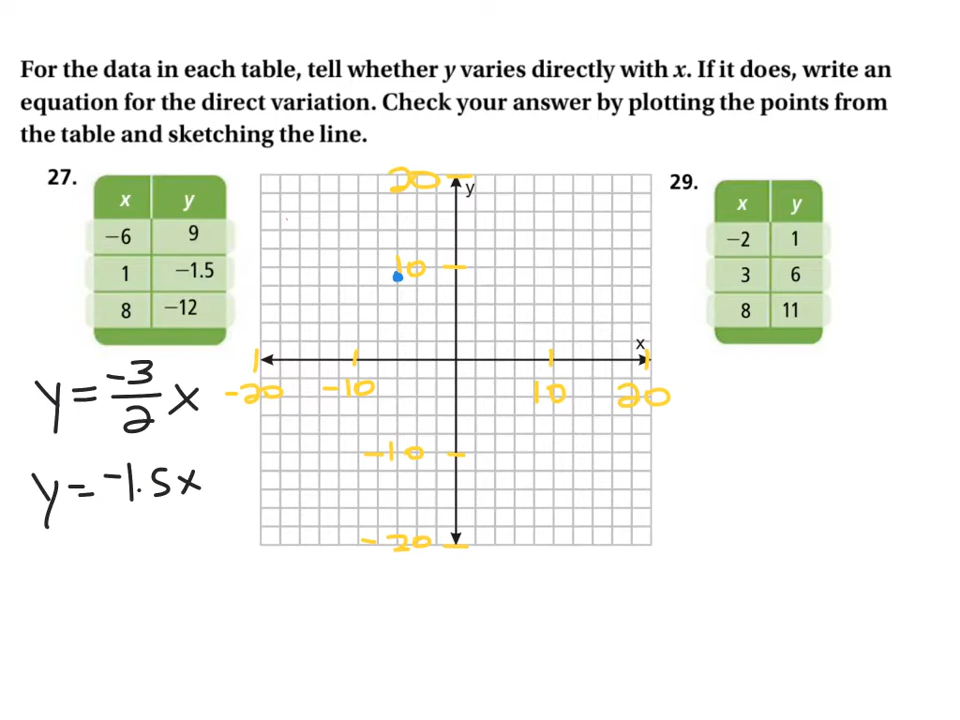 For the data in each table, tell whether y varies directly with x. If it does, write an
equation for the direct variation. Check your answer by plotting the points from
the table and sketching the line.
27.
x y
−6 9
1 −1.5
8 −12
y = -3/2 x
y = -1.5x
20
y
10
x
-20 -10 10 20
-10
-20
29.
x y
−2 1
3 6
8 11